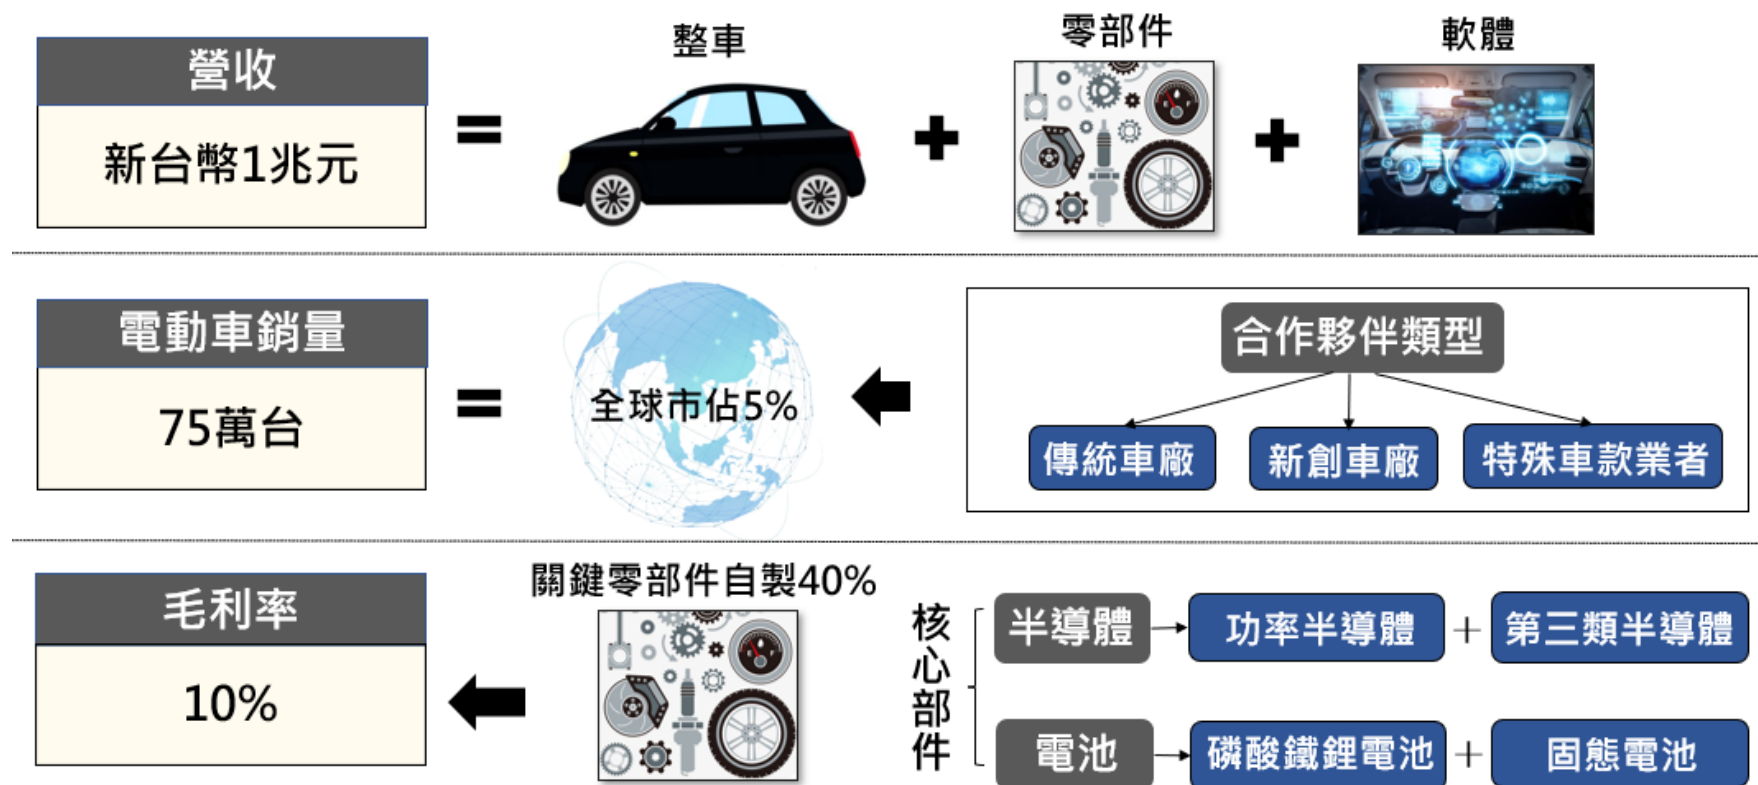 營收
新台幣1兆元
=
整車
+
零部件
+
軟體
電動車銷量
75萬台
=
全球市佔5%
合作夥伴類型
傳統車廠
新創車廠
特殊車款業者
毛利率
10%
關鍵零部件自製40%
核心部件
半導體
功率半導體
+
第三類半導體
電池
磷酸鐵鋰電池
+
固態電池